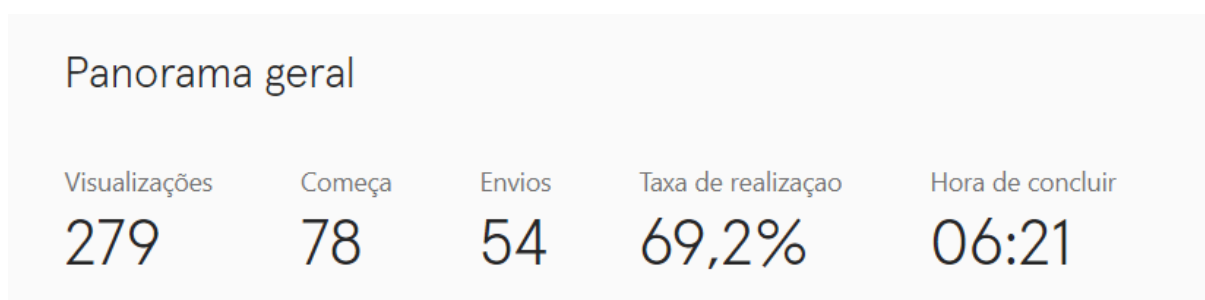 Panorama geral
Visualizações Começa Envios Taxa de realizaçao Hora de concluir
279 78 54 69,2% 06:21